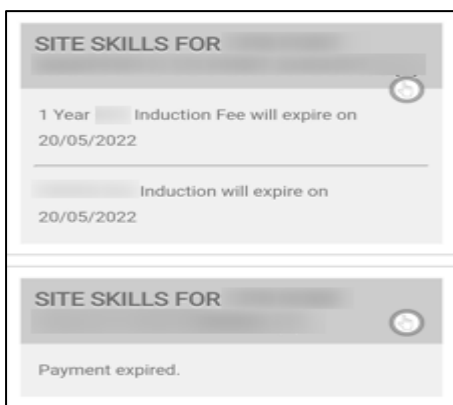 SITE SKILLS FOR
1 Year Induction Fee will expire on
20/05/2022
Induction will expire on
20/05/2022
SITE SKILLS FOR
Payment expired.